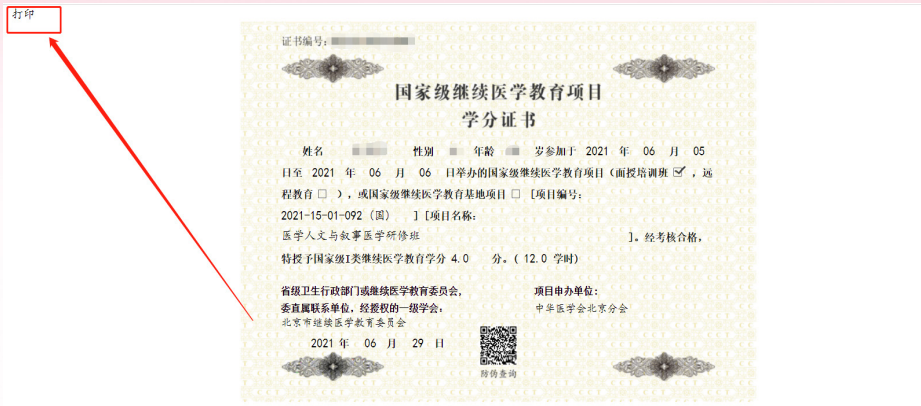 打印
证书编号:
国家级继续医学教育项目
学分证书
姓名 性别 年龄 岁参加于 2021 年 06 月 05
日至 2021 年 06 月 06 日举办的国家级继续医学教育项目（面授培训班 ☑ ，远
程教育 □ ），或国家级继续医学教育基地项目 □ [项目编号:
2021-15-01-092（国） ] [项目名称:
医学人文与叙事医学研修班 ]。经考核合格，
特授予国家级I类继续医学教育学分 4.0 分。( 12.0 学时)
省级卫生行政部门或继续医学教育委员会， 项目申办单位:
委直属联系单位，经授权的一级学会: 中华医学会北京分会
北京市继续医学教育委员会
2021 年 06 月 29 日
防伪查询